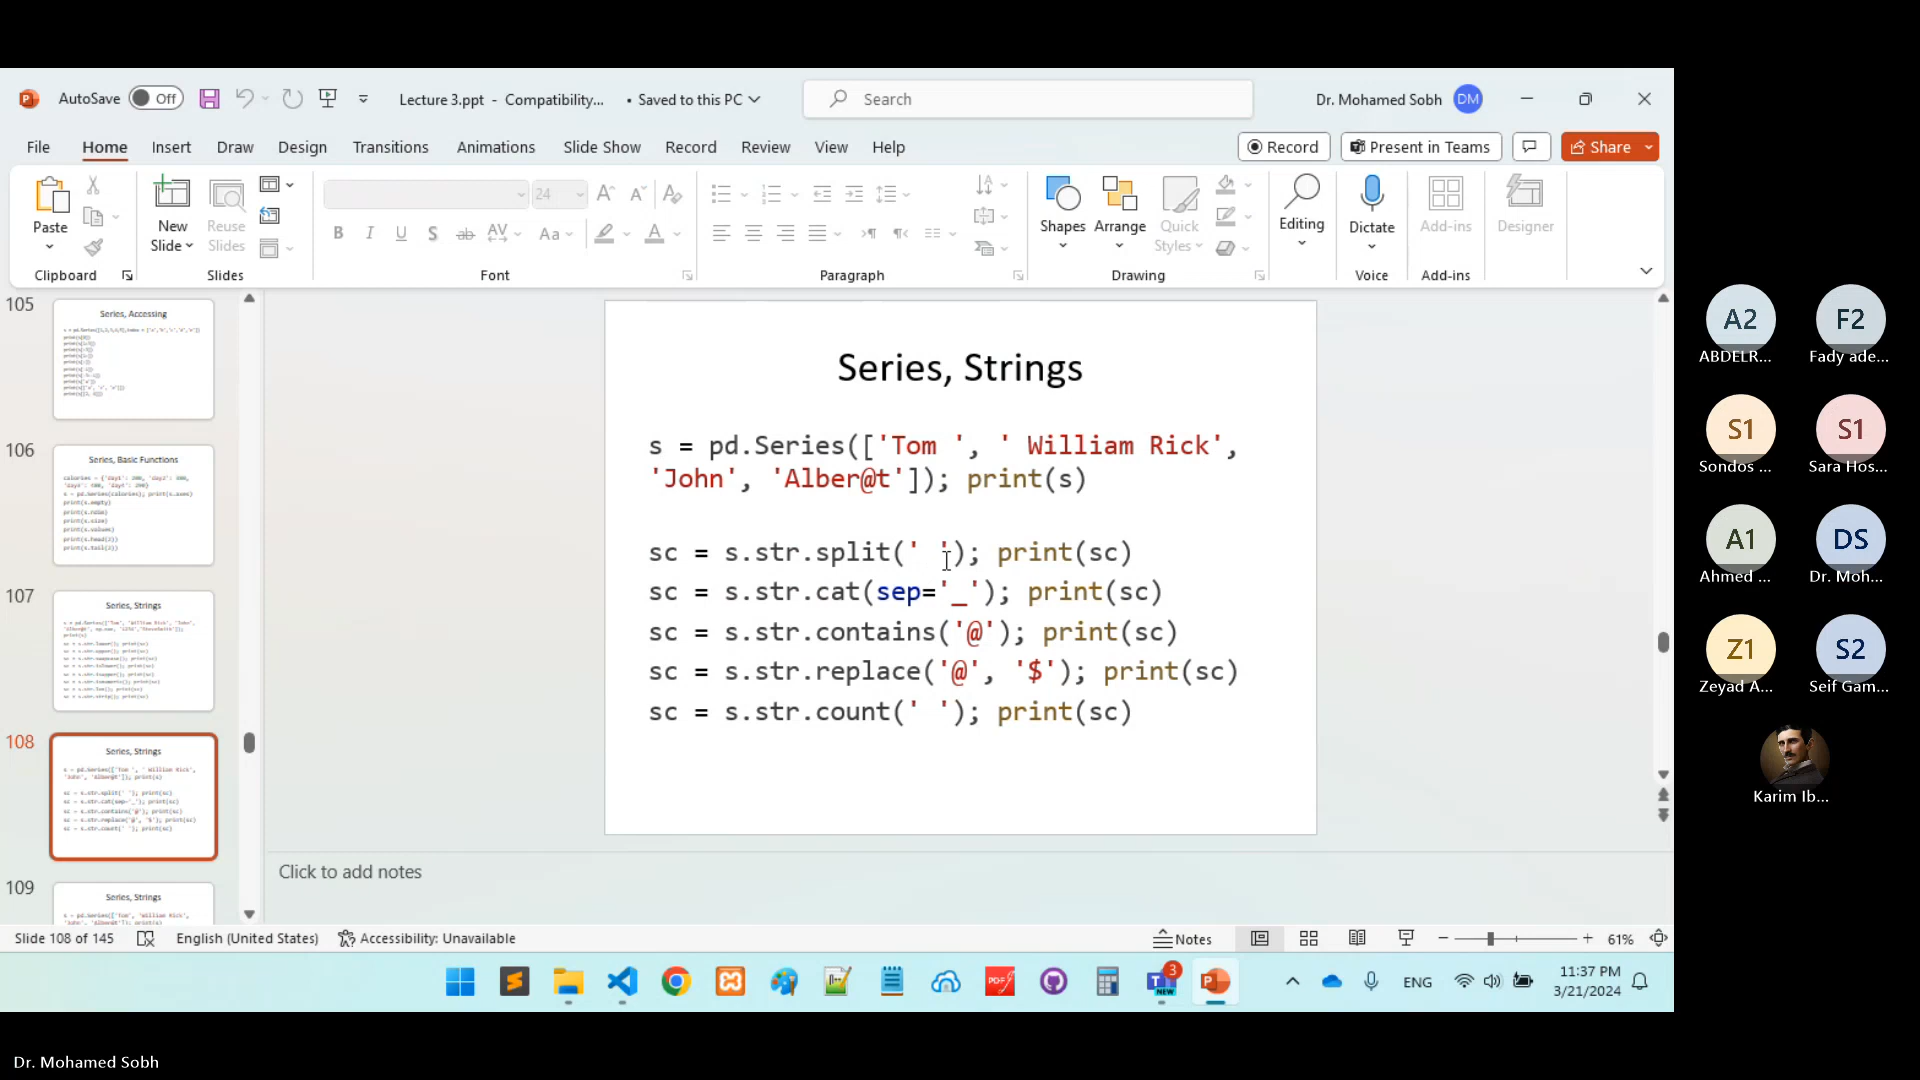 AutoSave Off Lecture 3.ppt - Compatibility... • Saved to this PC Search Dr. Mohamed Sobh DM
File Home Insert Draw Design Transitions Animations Slide Show Record Review View Help Record Present in Teams Share
Paste New Slide Reuse Slides 24 Shapes Arrange Quick Styles Editing Dictate Add-ins Designer
Clipboard Slides Font Paragraph Drawing Voice Add-ins
105
Series, Accessing
106
Series, Basic Functions
107
Series, Strings
108
Series, Strings
109
Series, Strings
Series, Strings
s = pd.Series(['Tom ', ' William Rick',
'John', 'Alber@t']); print(s)
sc = s.str.split(' '); print(sc)
sc = s.str.cat(sep='_'); print(sc)
sc = s.str.contains('@'); print(sc)
sc = s.str.replace('@', '$'); print(sc)
sc = s.str.count(' '); print(sc)
Click to add notes
Slide 108 of 145 English (United States) Accessibility: Unavailable Notes 61%
3 NEW ENG 11:37 PM
3/21/2024
A2 F2
ABDELR... Fady ade...
S1 S1
Sondos ... Sara Hos...
A1 DS
Ahmed ... Dr. Moh...
Z1 S2
Zeyad A... Seif Gam...
Karim Ib...
Dr. Mohamed Sobh